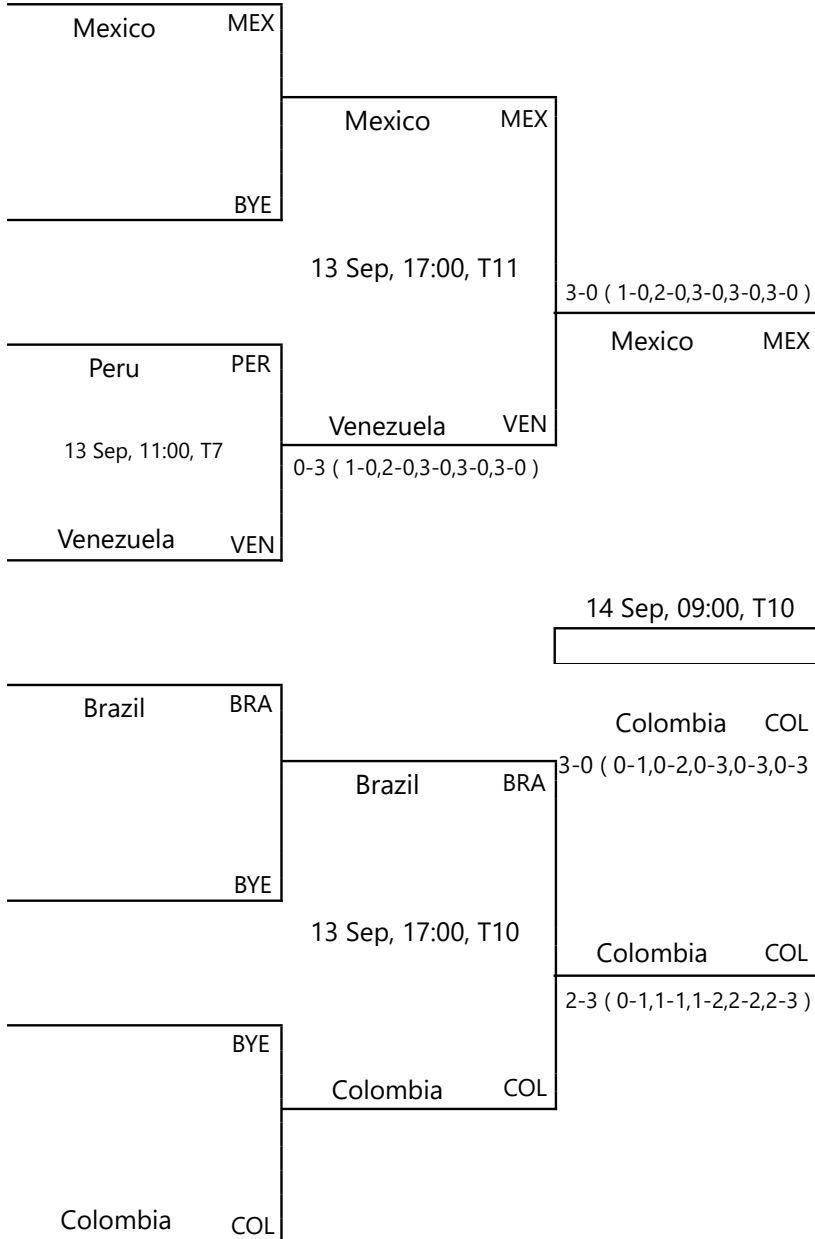 Mexico MEX
Mexico MEX
BYE
13 Sep, 17:00, T11
3-0 ( 1-0,2-0,3-0,3-0,3-0 )
Mexico MEX
Peru PER
13 Sep, 11:00, T7
Venezuela VEN
0-3 ( 1-0,2-0,3-0,3-0,3-0 )
Venezuela VEN
14 Sep, 09:00, T10
Brazil BRA
Colombia COL
3-0 ( 0-1,0-2,0-3,0-3,0-3
Brazil BRA
BYE
13 Sep, 17:00, T10
Colombia COL
2-3 ( 0-1,1-1,1-2,2-2,2-3 )
BYE
Colombia COL
Colombia COL